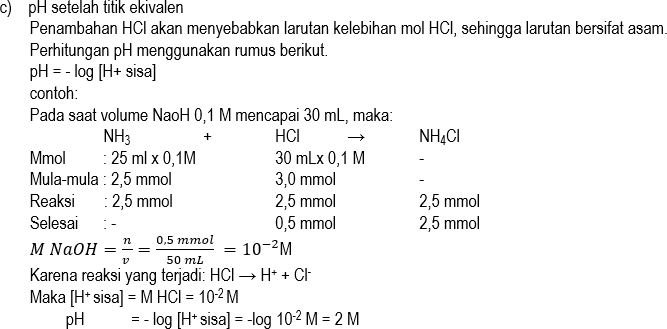 c) pH setelah titik ekivalen
Penambahan HCl akan menyebabkan larutan kelebihan mol HCl, sehingga larutan bersifat asam.
Perhitungan pH menggunakan rumus berikut.
pH = - log [H+ sisa]
contoh:
Pada saat volume NaoH 0,1 M mencapai 30 mL, maka:
NH₃ + HCl → NH₄Cl
Mmol : 25 ml x 0,1M 30 mLx 0,1 M -
Mula-mula : 2,5 mmol 3,0 mmol -
Reaksi : 2,5 mmol 2,5 mmol 2,5 mmol
Selesai : - 0,5 mmol 2,5 mmol
M NaOH = n/v = 0,5 mmol/50 mL = 10⁻²M
Karena reaksi yang terjadi: HCl → H⁺ + Cl⁻
Maka [H⁺ sisa] = M HCl = 10⁻² M
pH = - log [H⁺ sisa] = -log 10⁻² M = 2 M